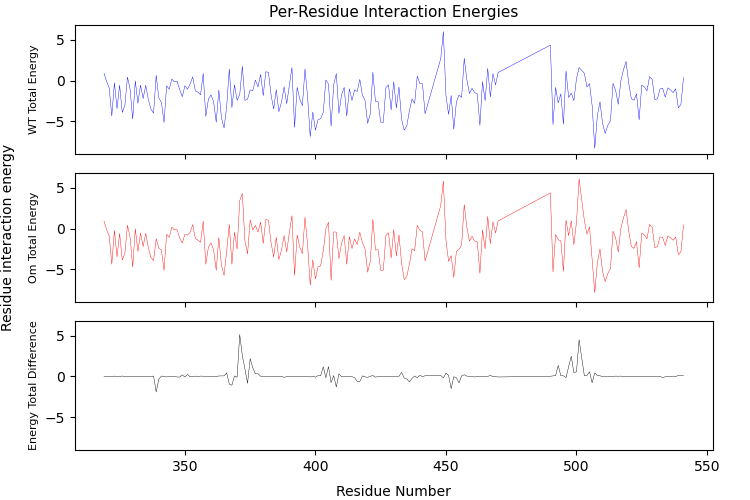 Per-Residue Interaction Energies
Residue interaction energy
WT Total Energy
5
0
−5
Om Total Energy
5
0
−5
Energy Total Difference
5
0
−5
350
400
450
500
550
Residue Number